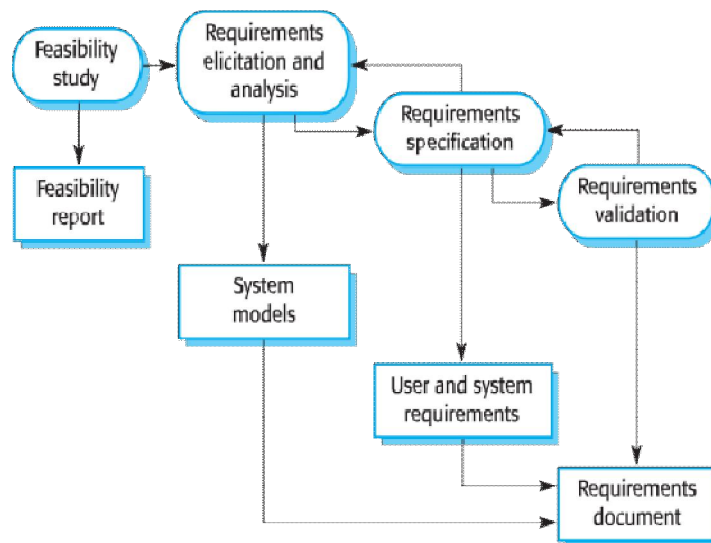 Feasibility
study
Requirements
elicitation and
analysis
Requirements
specification
Requirements
validation
Feasibility
report
System
models
User and system
requirements
Requirements
document